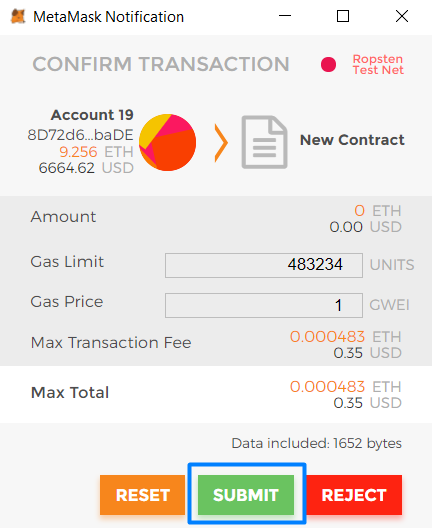 MetaMask Notification
CONFIRM TRANSACTION
Ropsten
Test Net
Account 19
8D72d6...baDE
9.256 ETH
6664.62 USD
New Contract
Amount 0 ETH
0.00 USD
Gas Limit 483234 UNITS
Gas Price 1 GWEI
Max Transaction Fee 0.000483 ETH
0.35 USD
Max Total 0.000483 ETH
0.35 USD
Data included: 1652 bytes
RESET SUBMIT REJECT